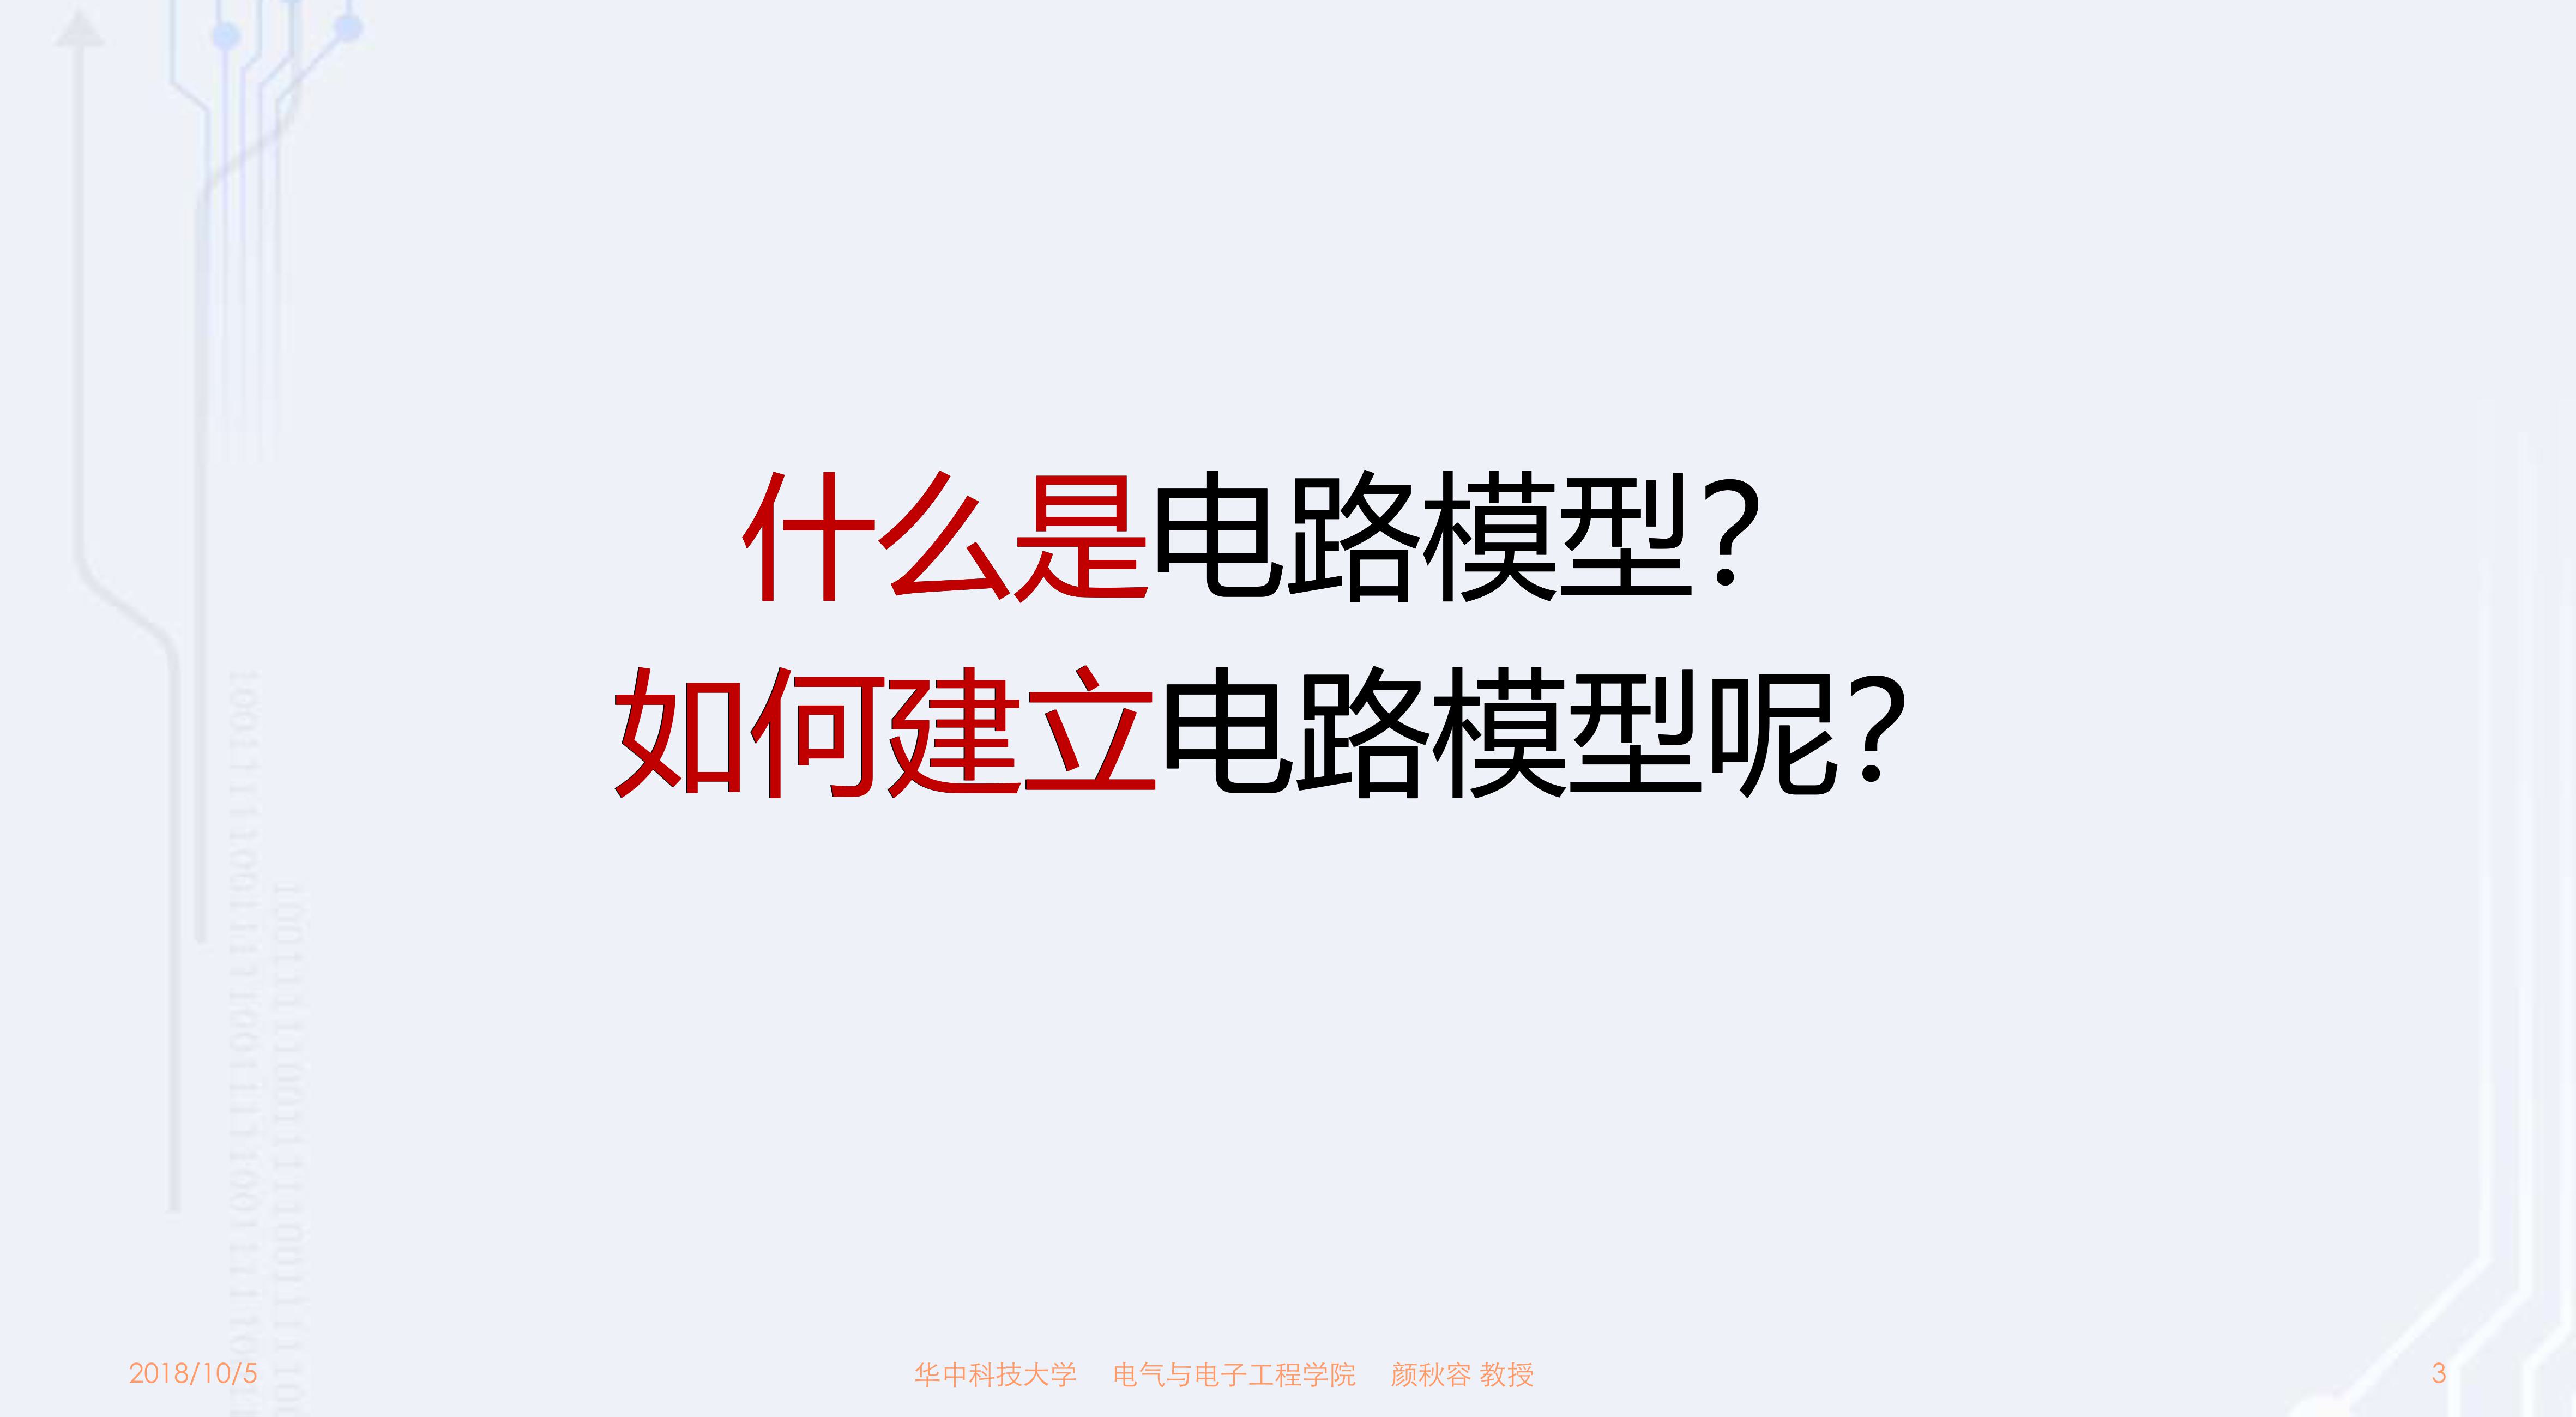 什么是电路模型？
如何建立电路模型呢？
2018/10/5
华中科技大学 电气与电子工程学院 颜秋容 教授
3